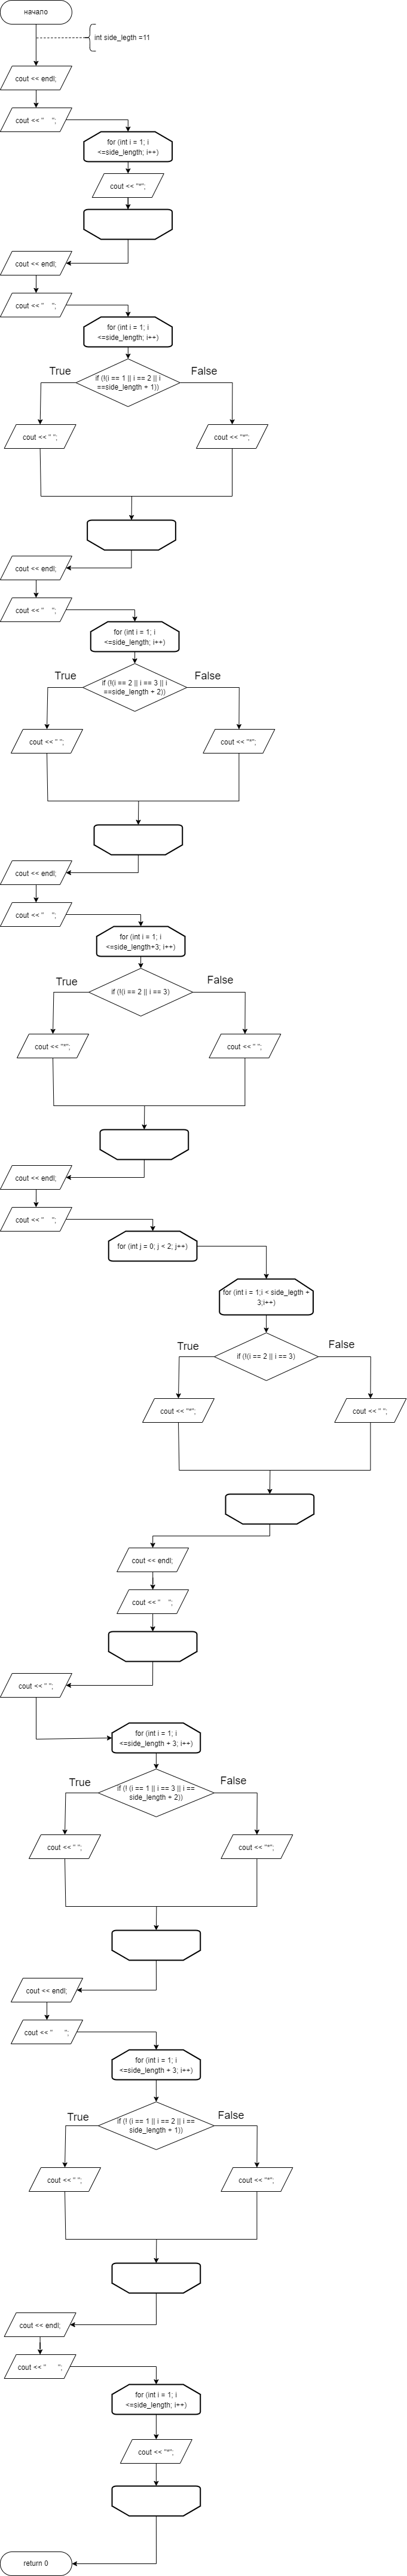 начало
int side_legth =11
cout << endl;
cout << "    ";
for (int i = 1; i
<=side_length; i++)
cout << "*";
cout << endl;
cout << "    ";
for (int i = 1; i
<=side_length; i++)
True
False
if (!(i == 1 || i == 2 || i
==side_length + 1))
cout << " ";
cout << "*";
cout << endl;
cout << "    ";
for (int i = 1; i
<=side_length; i++)
True
False
if (!(i == 2 || i == 3 || i
==side_length + 2))
cout << " ";
cout << "*";
cout << endl;
cout << "    ";
for (int i = 1; i
<=side_length+3; i++)
True
False
if (!(i == 2 || i == 3)
cout << "*";
cout << " ";
cout << endl;
cout << "    ";
for (int j = 0; j < 2; j++)
for (int i = 1;i < side_legth +
3;i++)
True
False
if (!(i == 2 || i == 3)
cout << "*";
cout << " ";
cout << endl;
cout << "    ";
cout << " ";
for (int i = 1; i
<=side_length + 3; i++)
True
False
if (! (i == 1 || i == 3 || i ==
side_length + 2))
cout << " ";
cout << "*";
cout << endl;
cout << "      ";
for (int i = 1; i
<=side_length + 3; i++)
True
False
if (! (i == 1 || i == 2 || i ==
side_length + 1))
cout << " ";
cout << "*";
cout << endl;
cout << "      ";
for (int i = 1; i
<=side_length; i++)
cout << "*";
return 0